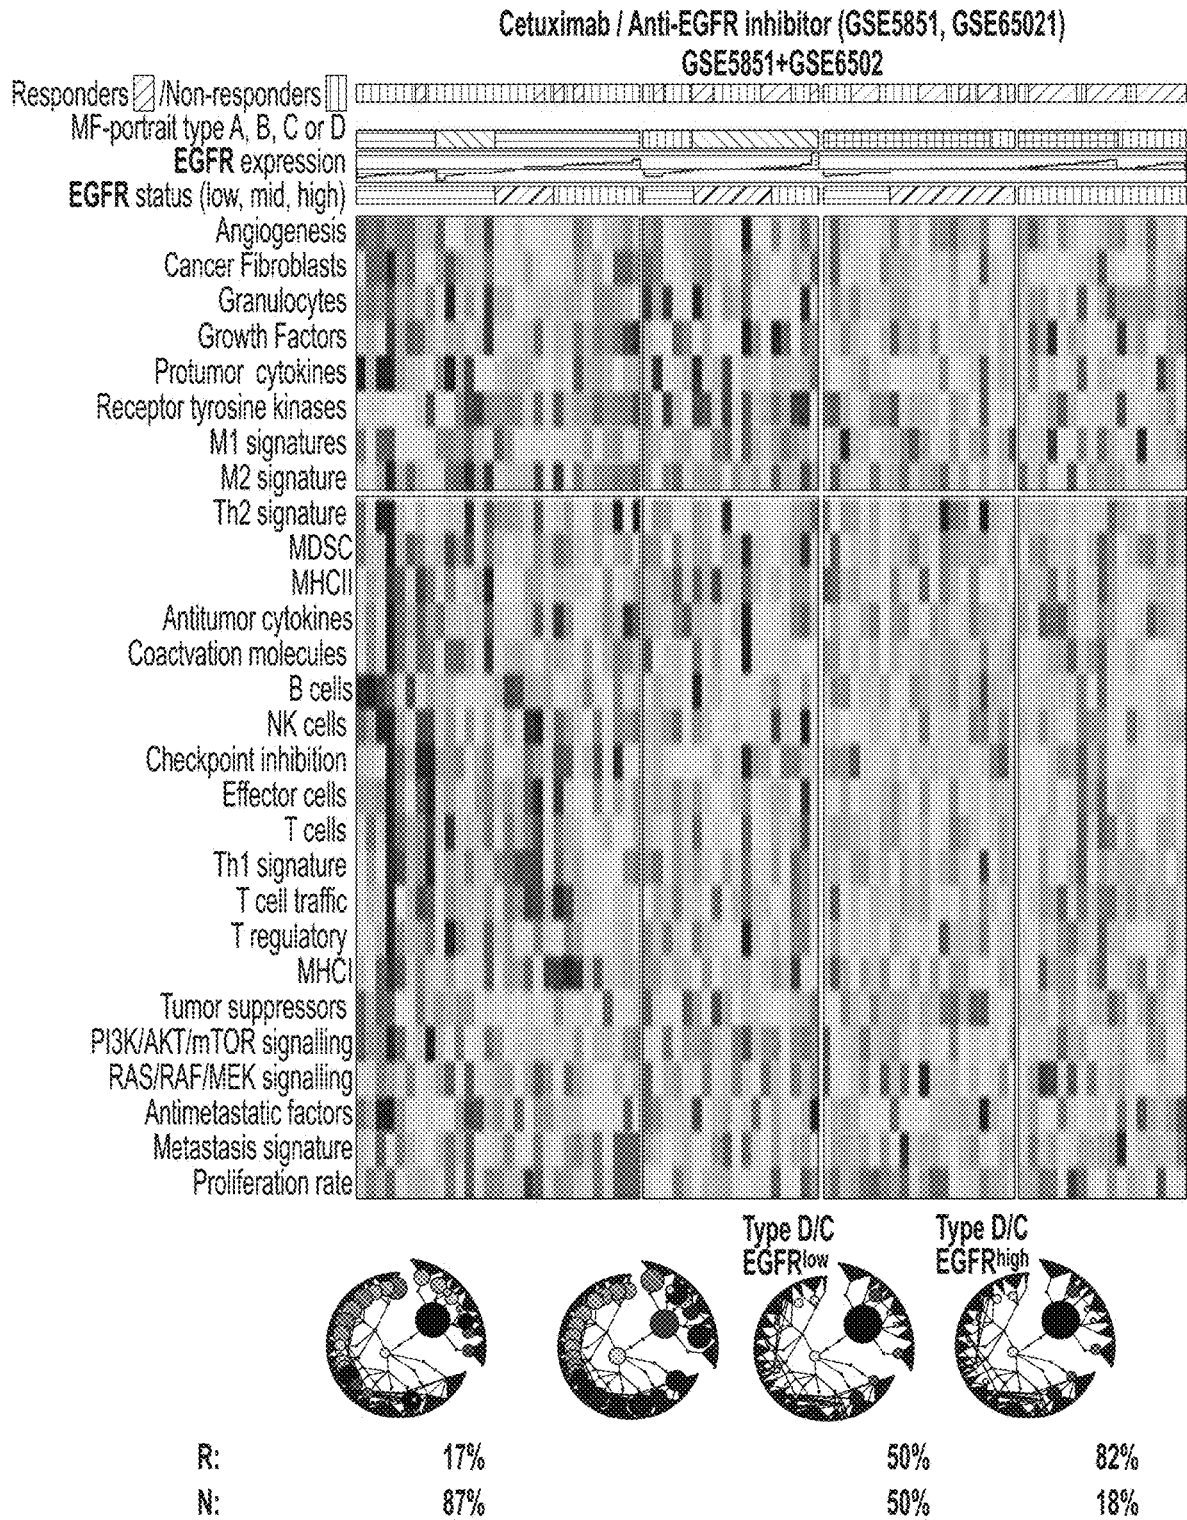 Cetuximab / Anti-EGFR inhibitor (GSE5851, GSE65021)
GSE5851+GSE6502
Responders /Non-responders
MF-portrait type A, B, C or D
EGFR expression
EGFR status (low, mid, high)
Angiogenesis
Cancer Fibroblasts
Granulocytes
Growth Factors
Protumor cytokines
Receptor tyrosine kinases
M1 signatures
M2 signature
Th2 signature
MDSC
MHCII
Antitumor cytokines
Coactvation molecules
B cells
NK cells
Checkpoint inhibition
Effector cells
T cells
Th1 signature
T cell traffic
T regulatory
MHCI
Tumor suppressors
PI3K/AKT/mTOR signalling
RAS/RAF/MEK signalling
Antimetastatic factors
Metastasis signature
Proliferation rate
Type D/C Type D/C
EGFRlow EGFRhigh
R: 17% 50% 82%
N: 87% 50% 18%